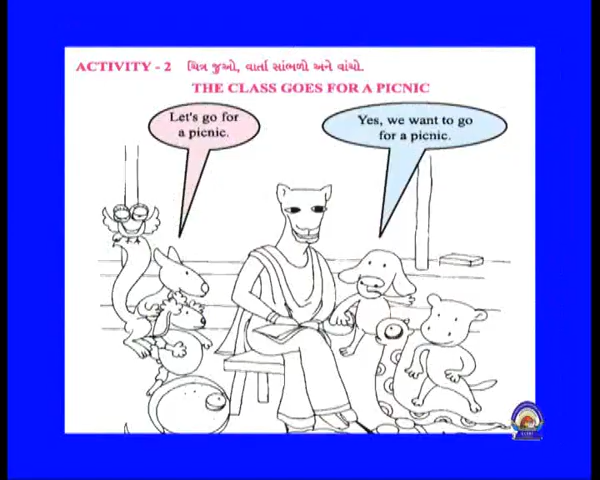 ACTIVITY - 2 ચિત્ર જુઓ, વાર્તા સાંભળો અને વાંચો.
THE CLASS GOES FOR A PICNIC
Let's go for
a picnic.
Yes, we want to go
for a picnic.